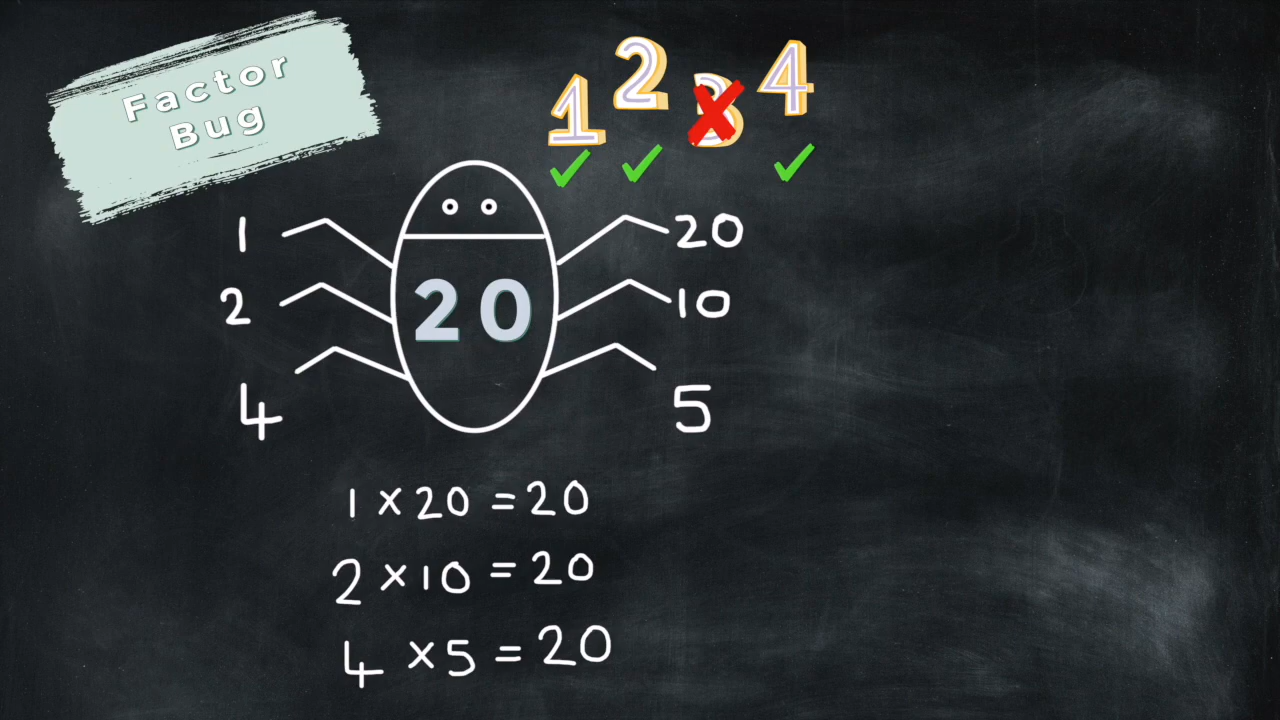 Factor
Bug
1 2 3 4
1 20
2 10
20
4 5
1 × 20 = 20
2 × 10 = 20
4 × 5 = 20